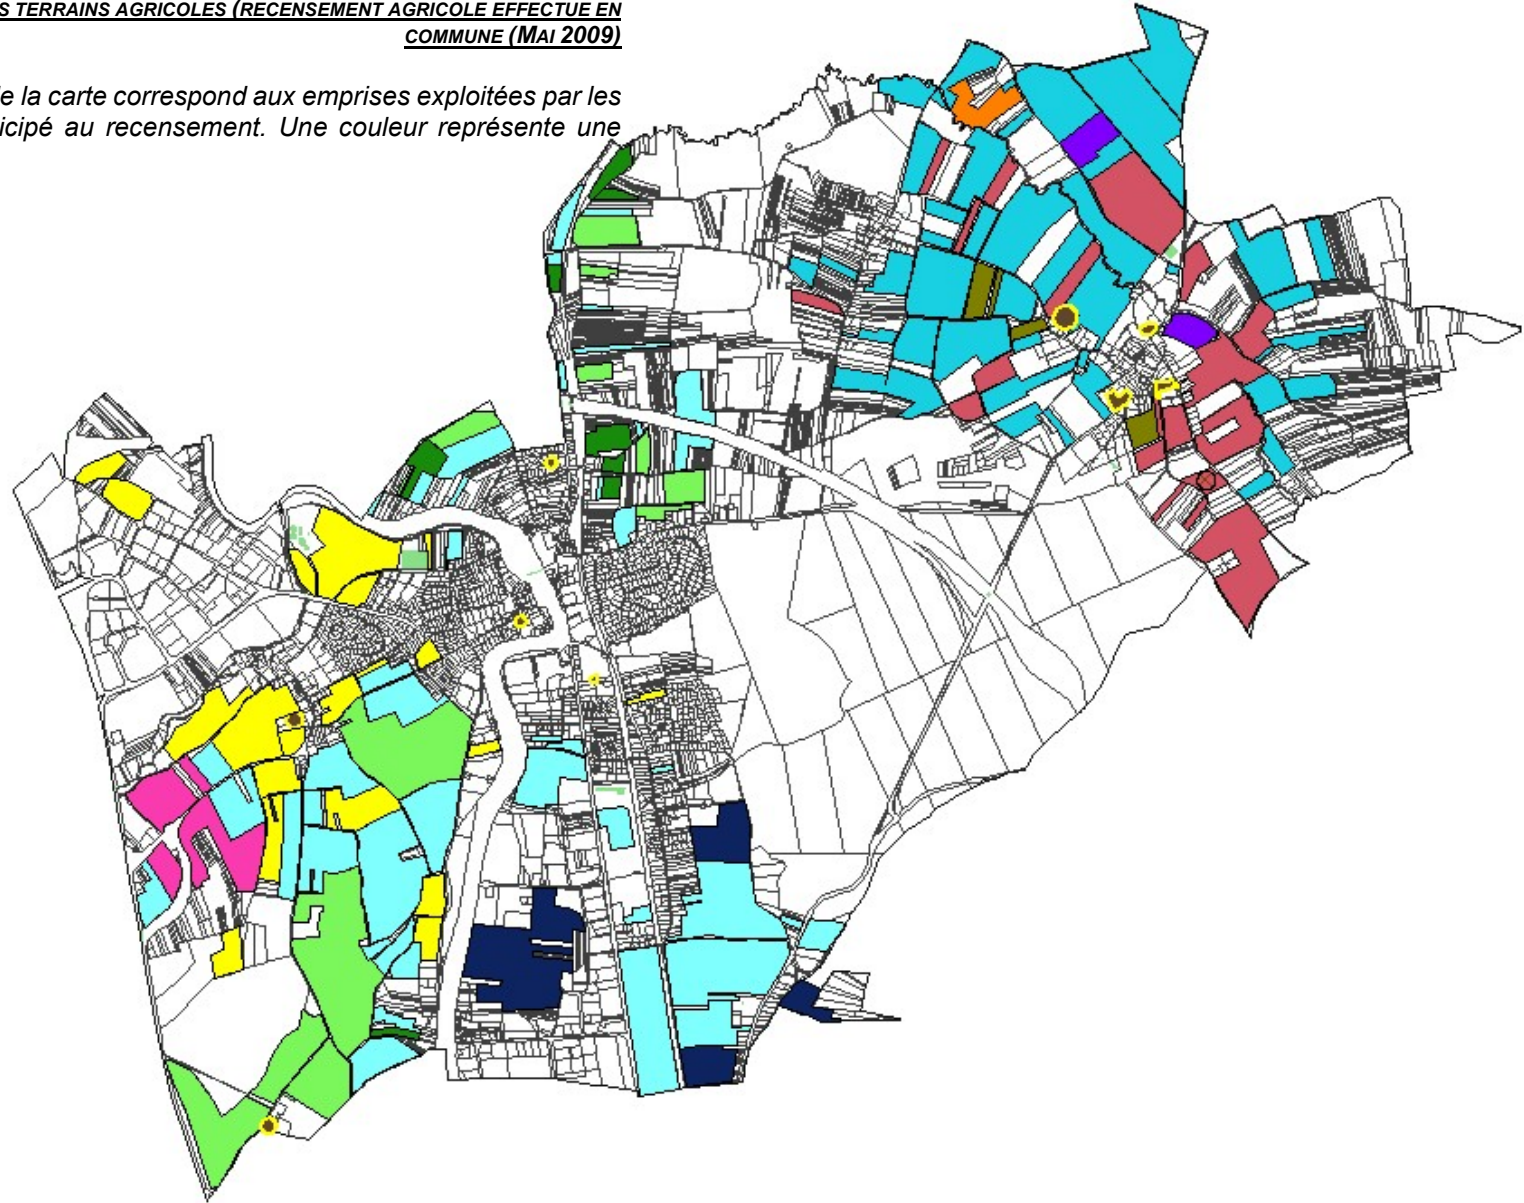 S TERRAINS AGRICOLES (RECENSEMENT AGRICOLE EFFECTUE EN
COMMUNE (MAI 2009)
le la carte correspond aux emprises exploitées par les
icipé au recensement. Une couleur représente une